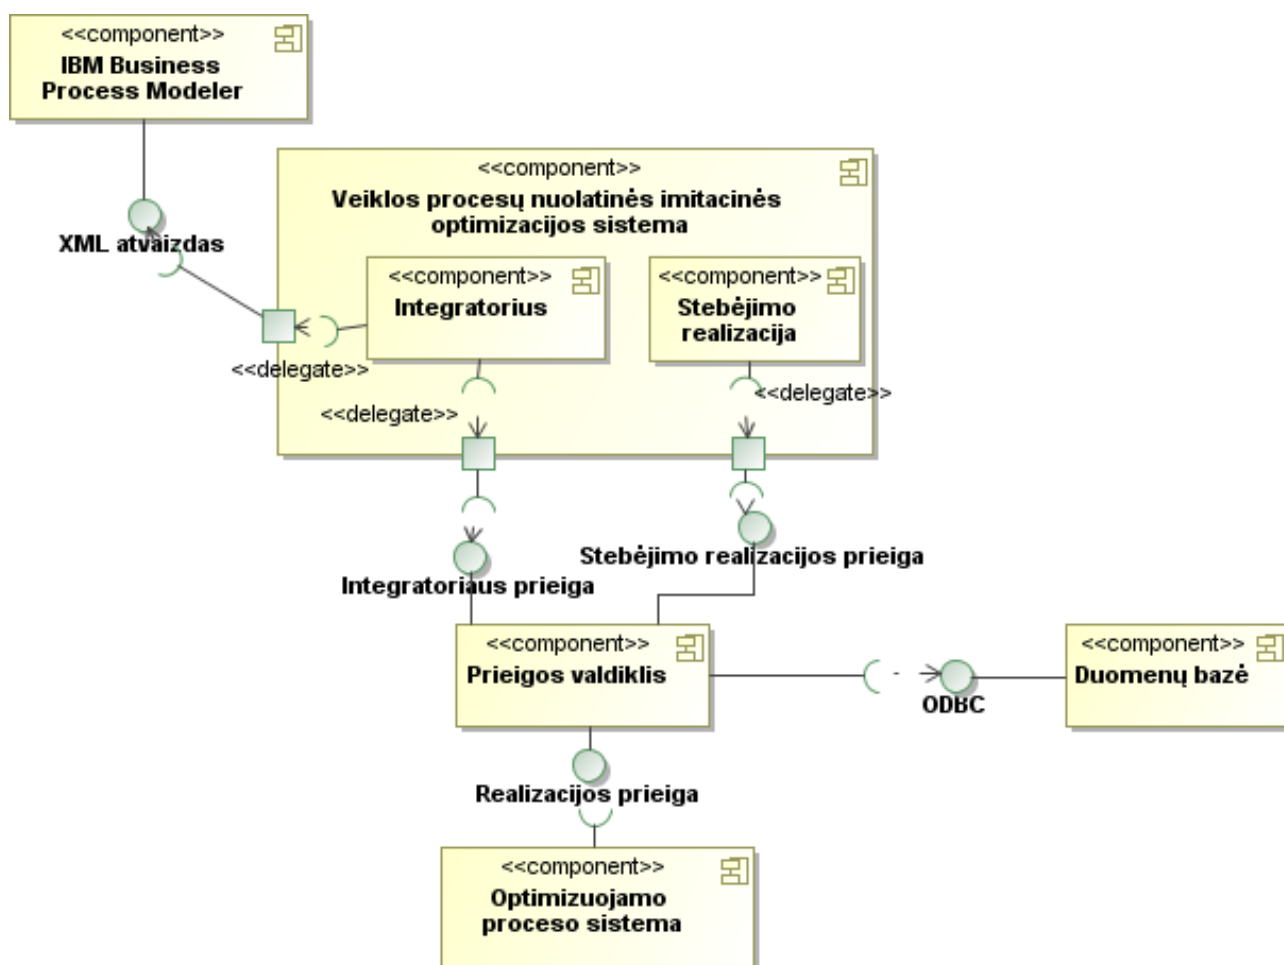 <<component>>
IBM Business
Process Modeler
<<component>>
Veiklos procesų nuolatinės imitacinės
optimizacijos sistema
XML atvaizdas
<<component>>
Integratorius
<<component>>
Stebėjimo
realizacija
<<delegate>>
<<delegate>>
<<delegate>>
Stebėjimo realizacijos prieiga
Integratoriaus prieiga
<<component>>
Prieigos valdiklis
<<component>>
Duomenų bazė
ODBC
Realizacijos prieiga
<<component>>
Optimizuojamo
proceso sistema